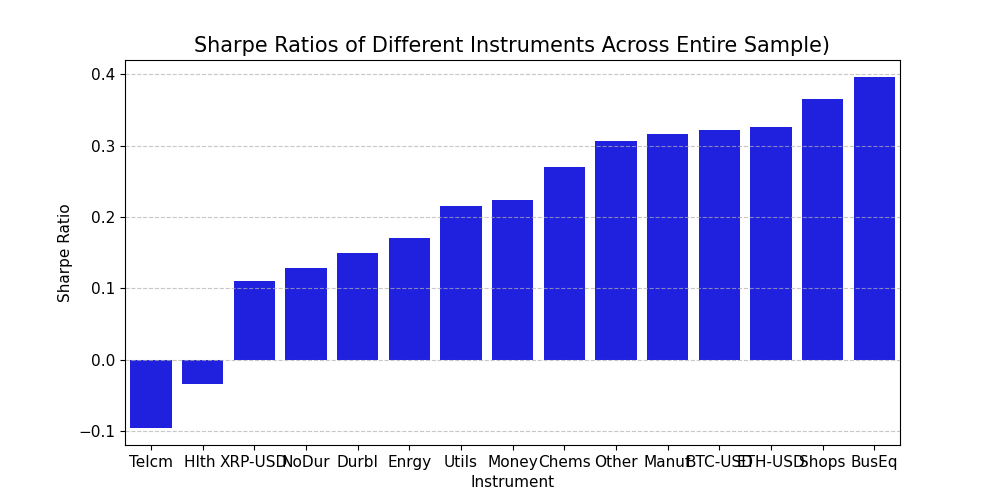 Sharpe Ratios of Different Instruments Across Entire Sample)
0.4
0.3
0.2
0.1
0.0
−0.1
Sharpe Ratio
Telcm Hlth XRP-USD NoDur Durbl Enrgy Utils Money Chems Other Manuf BTC-USD ETH-USD Shops BusEq
Instrument